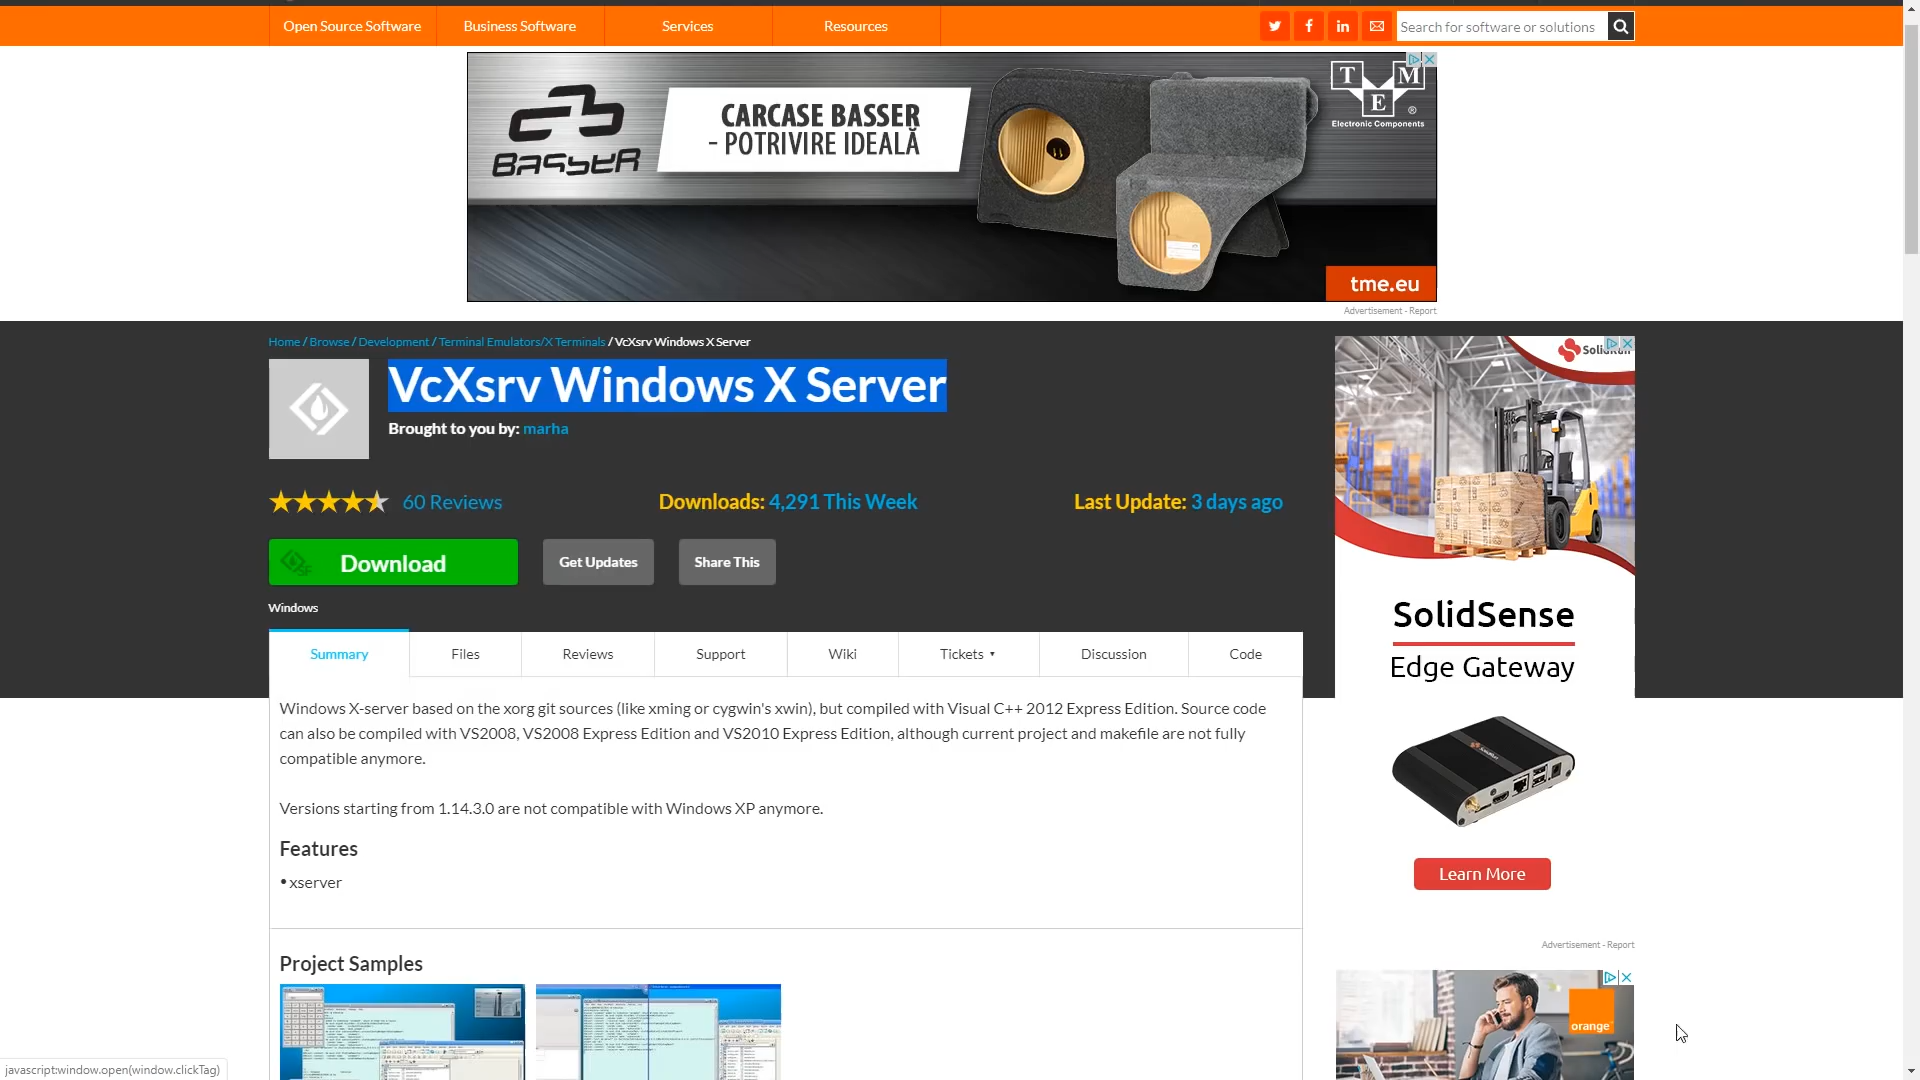 Open Source Software
Business Software
Services
Resources
Search for software or solutions
BASSER
CARCASE BASSER
- POTRIVIRE IDEALĂ
TME
®
Electronic Components
tme.eu
Advertisement - Report
Home / Browse / Development / Terminal Emulators/X Terminals / VcXsrv Windows X Server
VcXsrv Windows X Server
Brought to you by: marha
60 Reviews
Downloads: 4,291 This Week
Last Update: 3 days ago
Download
Get Updates
Share This
Windows
Summary
Files
Reviews
Support
Wiki
Tickets
Discussion
Code
Windows X-server based on the xorg git sources (like xming or cygwin's xwin), but compiled with Visual C++ 2012 Express Edition. Source code
can also be compiled with VS2008, VS2008 Express Edition and VS2010 Express Edition, although current project and makefile are not fully
compatible anymore.
Versions starting from 1.14.3.0 are not compatible with Windows XP anymore.
Features
• xserver
Project Samples
SolidSense
Edge Gateway
Learn More
Advertisement - Report
orange
javascript:window.open(window.clickTag)